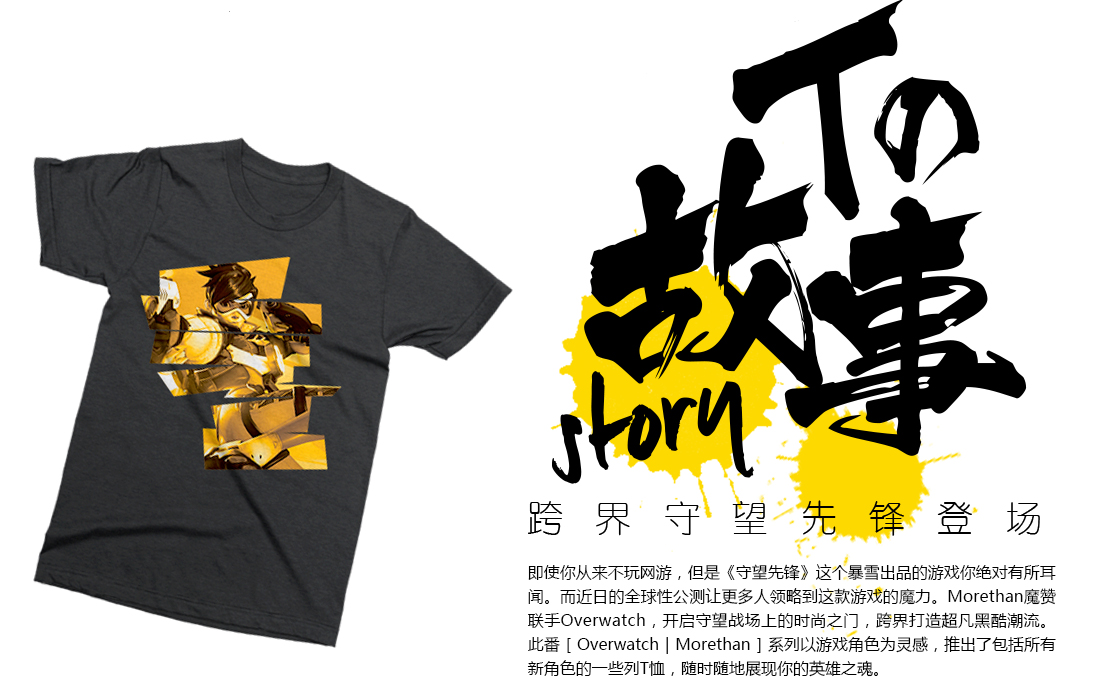 Tの
故事
story
跨界守望先锋登场
即使你从来不玩网游，但是《守望先锋》这个暴雪出品的游戏你绝对有所耳
闻。而近日的全球性公测让更多人领略到这款游戏的魔力。Morethan魔赞
联手Overwatch，开启守望战场上的时尚之门，跨界打造超凡黑酷潮流。
此番 [ Overwatch | Morethan ] 系列以游戏角色为灵感，推出了包括所有
新角色的一些列T恤，随时随地展现你的英雄之魂。